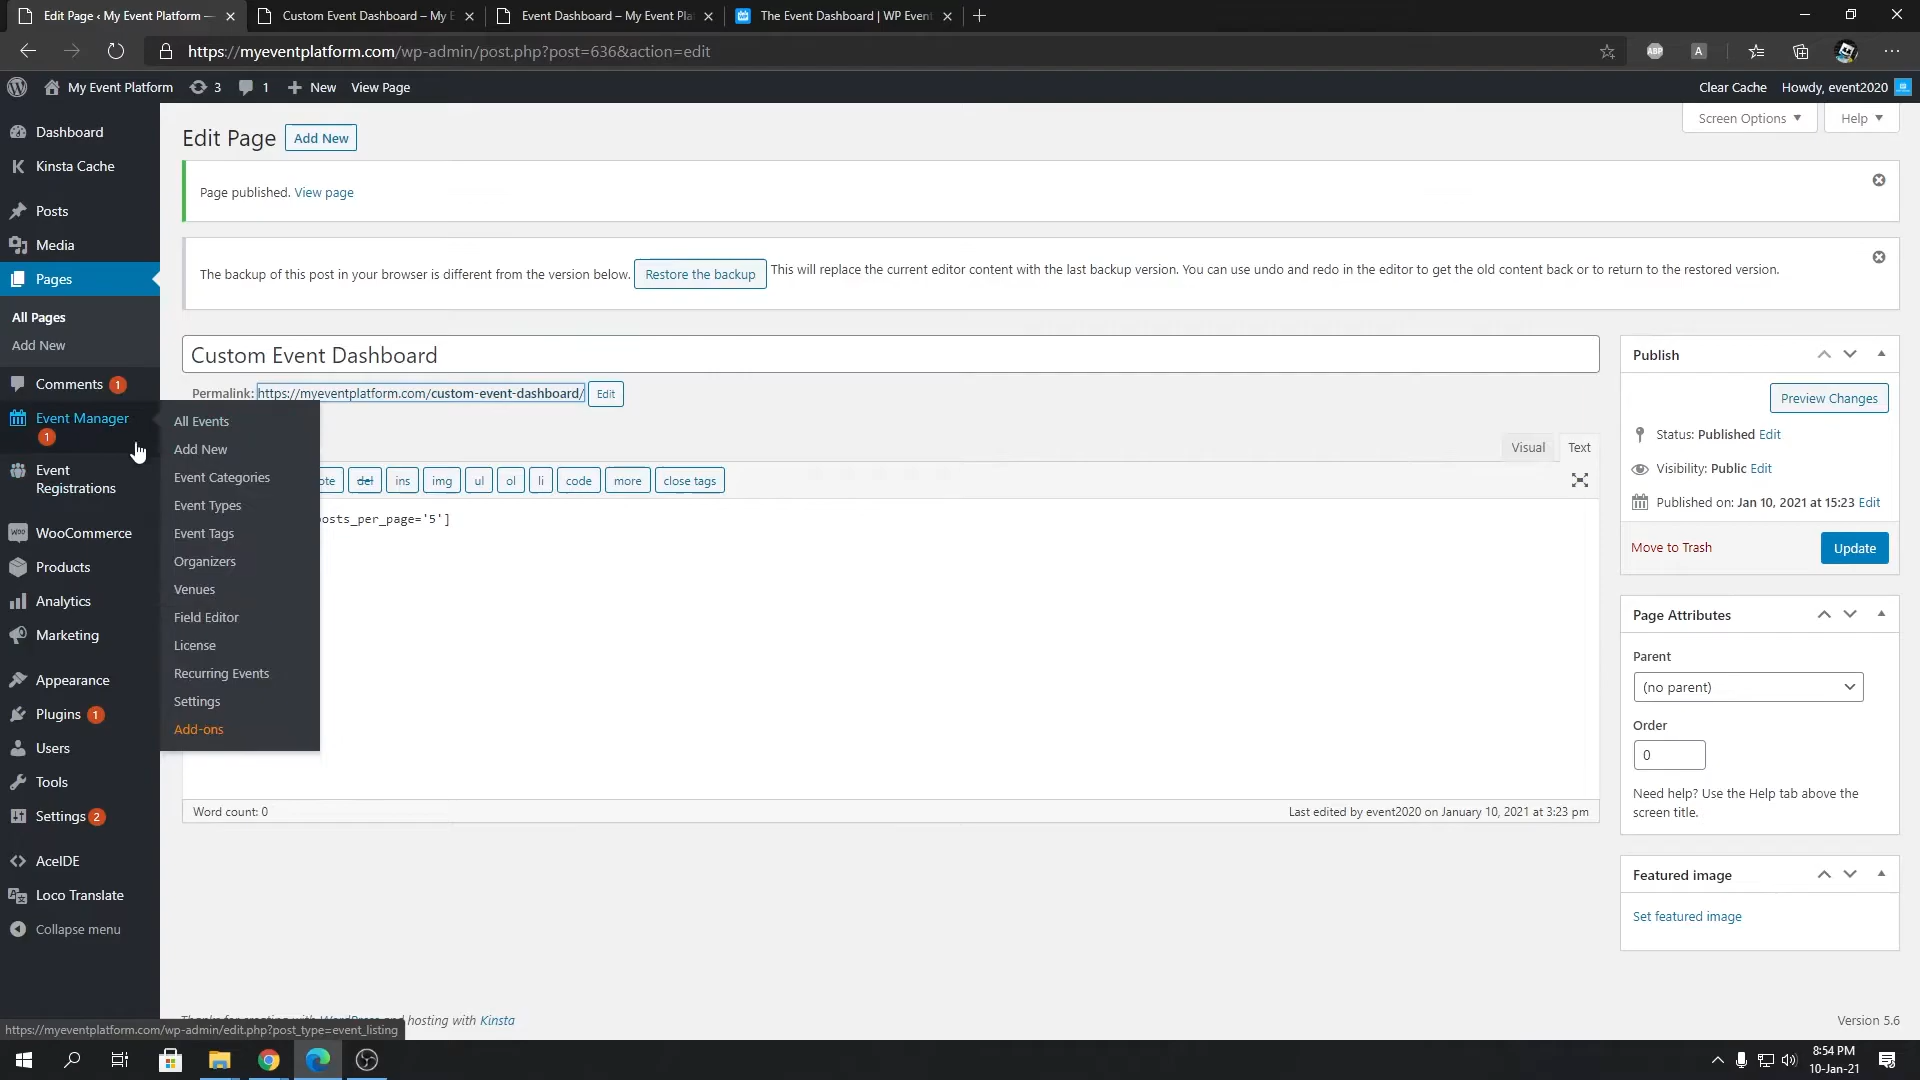 Edit Page ‹ My Event Platform —
Custom Event Dashboard – My E
Event Dashboard – My Event Pla
The Event Dashboard | WP Event
https://myeventplatform.com/wp-admin/post.php?post=636&action=edit
ABP
A
My Event Platform
3
1
New
View Page
Clear Cache
Howdy, event2020
Screen Options
Help
Dashboard
Kinsta Cache
Posts
Media
Pages
All Pages
Add New
Comments 1
Event Manager
1
Event
Registrations
WooCommerce
Products
Analytics
Marketing
Appearance
Plugins 1
Users
Tools
Settings 2
AceIDE
Loco Translate
Collapse menu
All Events
Add New
Event Categories
Event Types
Event Tags
Organizers
Venues
Field Editor
License
Recurring Events
Settings
Add-ons
Edit Page
Add New
Page published. View page
The backup of this post in your browser is different from the version below. Restore the backup This will replace the current editor content with the last backup version. You can use undo and redo in the editor to get the old content back or to return to the restored version.
Custom Event Dashboard
Permalink: https://myeventplatform.com/custom-event-dashboard/ Edit
Visual
Text
del
ins
img
ul
ol
li
code
more
close tags
osts_per_page='5']
Word count: 0
Last edited by event2020 on January 10, 2021 at 3:23 pm
Publish
Preview Changes
Status: Published Edit
Visibility: Public Edit
Published on: Jan 10, 2021 at 15:23 Edit
Move to Trash
Update
Page Attributes
Parent
(no parent)
Order
0
Need help? Use the Help tab above the
screen title.
Featured image
Set featured image
and hosting with Kinsta
Version 5.6
https://myeventplatform.com/wp-admin/edit.php?post_type=event_listing
8:54 PM
10-Jan-21